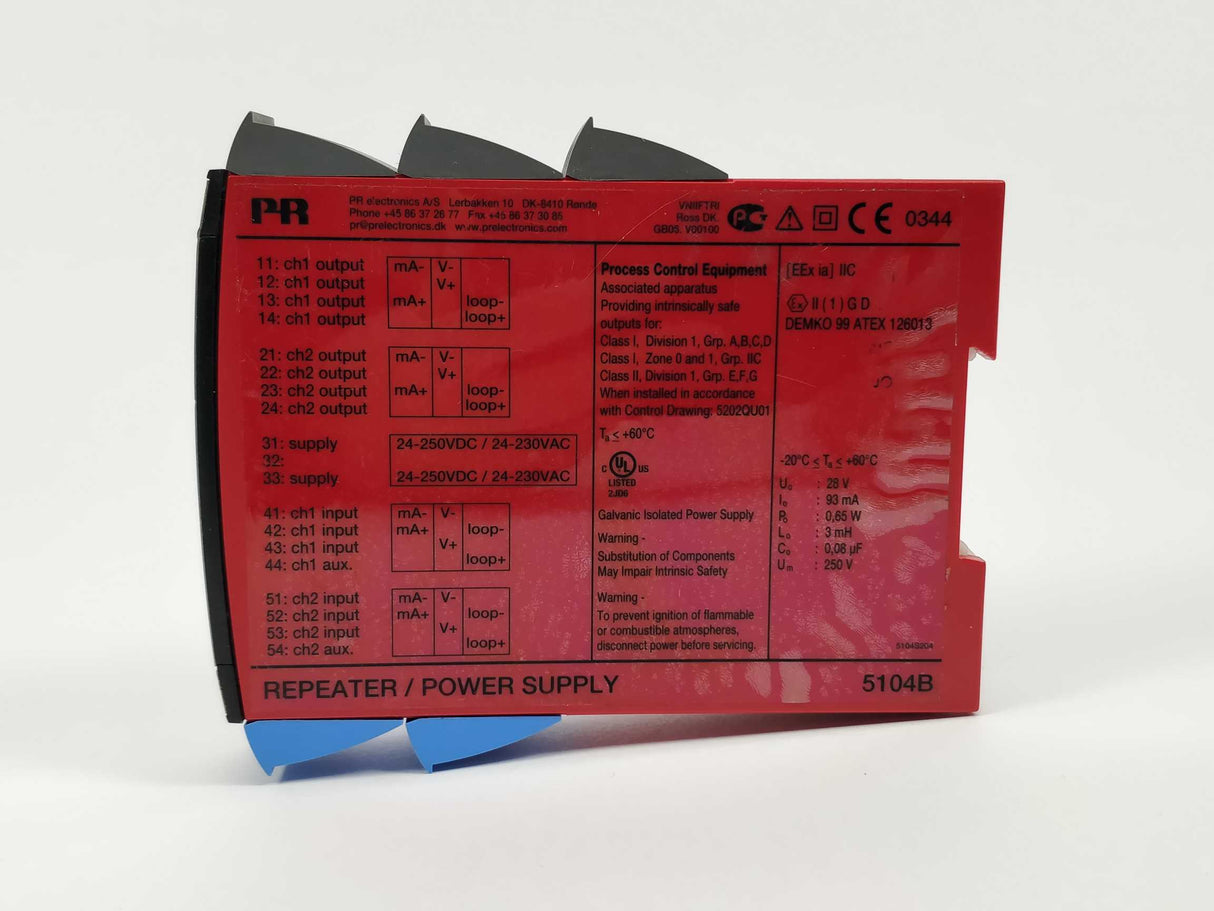 PR
PR electronics A/S Lerbakken 10 DK-8410 Rønde
Phone +45 86 37 26 77 Fax +45 86 37 30 85
pr@prelectronics.dk www.prelectronics.com
VNIIFTRI
Ross DK.
GB05. V00100
CE 0344
11: ch1 output mA- V-
12: ch1 output V+
13: ch1 output mA+ loop-
14: ch1 output loop+
21: ch2 output mA- V-
22: ch2 output V+
23: ch2 output mA+ loop-
24: ch2 output loop+
31: supply 24-250VDC / 24-230VAC
32:
33: supply 24-250VDC / 24-230VAC
41: ch1 input mA- V-
42: ch1 input mA+ loop-
43: ch1 input V+
44: ch1 aux. loop+
51: ch2 input mA- V-
52: ch2 input mA+ loop-
53: ch2 input V+
54: ch2 aux. loop+
Process Control Equipment
Associated apparatus
Providing intrinsically safe
outputs for:
Class I, Division 1, Grp. A,B,C,D
Class I, Zone 0 and 1, Grp. IIC
Class II, Division 1, Grp. E,F,G
When installed in accordance
with Control Drawing: 5202QU01
Ta ≤ +60°C
C UL US
LISTED
2JD6
Galvanic Isolated Power Supply
Warning -
Substitution of Components
May Impair Intrinsic Safety
Warning -
To prevent ignition of flammable
or combustible atmospheres,
disconnect power before servicing.
[EEx ia] IIC
Ex II ( 1 ) G D
DEMKO 99 ATEX 126013
-20°C ≤ Ta ≤ +60°C
Uo : 28 V
Io : 93 mA
Po : 0,65 W
Lo : 3 mH
Co : 0,08 µF
Um : 250 V
5104S204
REPEATER / POWER SUPPLY 5104B